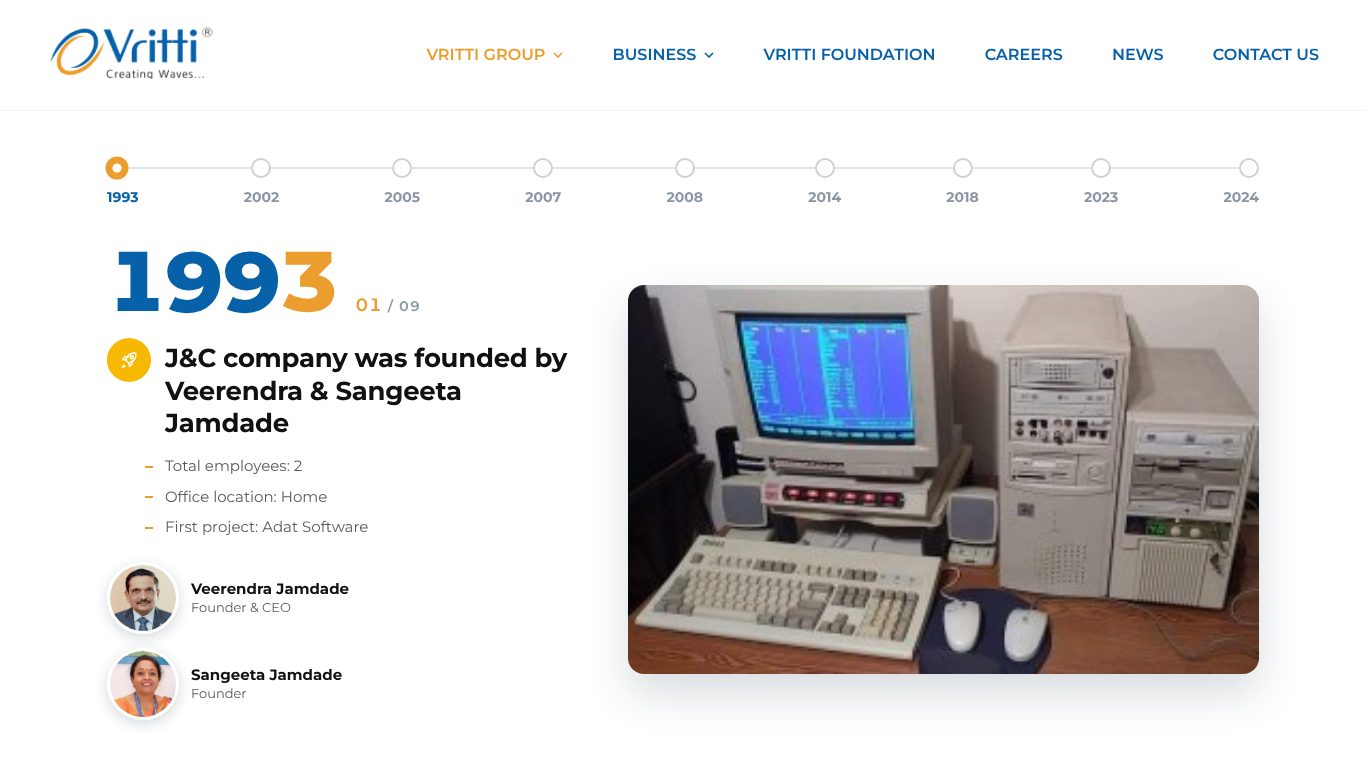 Vritti®
Creating Waves...
VRITTI GROUP
BUSINESS
VRITTI FOUNDATION
CAREERS
NEWS
CONTACT US
1993
2002
2005
2007
2008
2014
2018
2023
2024
1993
01 / 09
J&C company was founded by
Veerendra & Sangeeta
Jamdade
Total employees: 2
Office location: Home
First project: Adat Software
Veerendra Jamdade
Founder & CEO
Sangeeta Jamdade
Founder